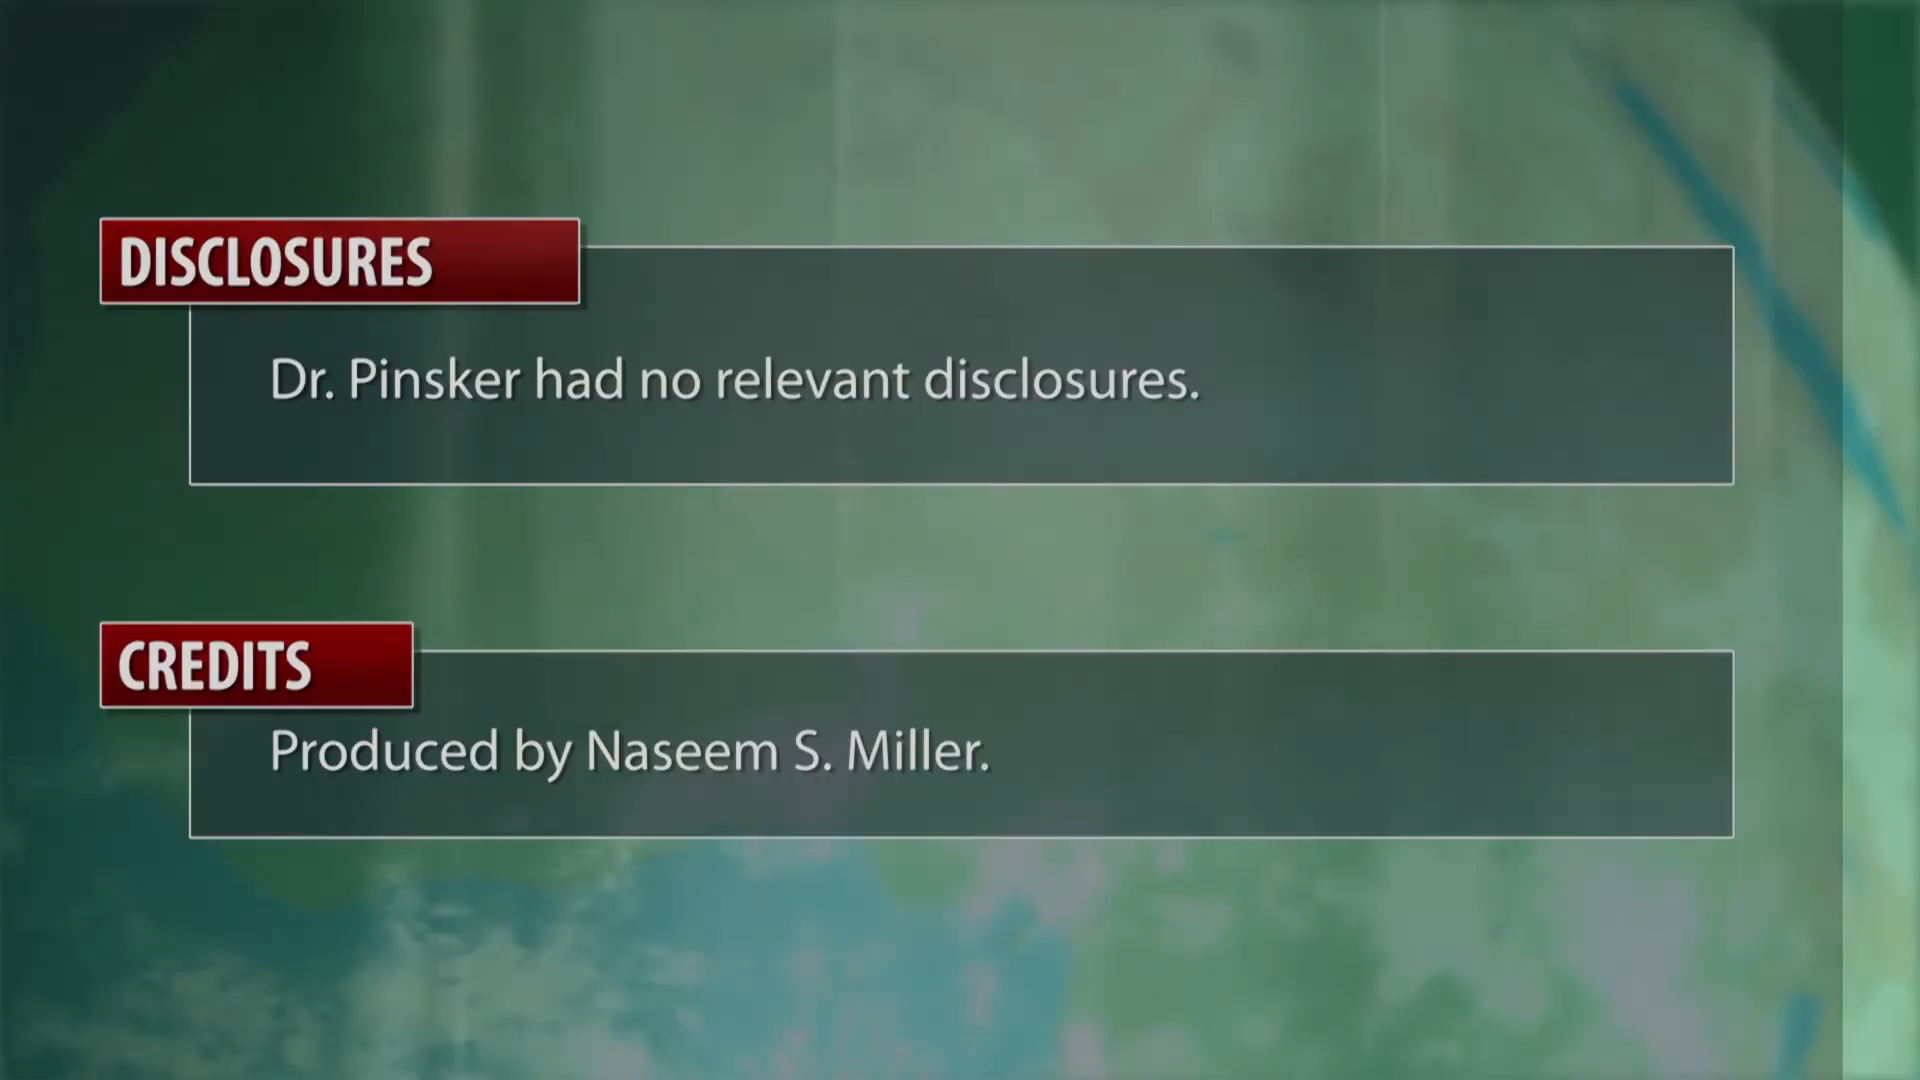 DISCLOSURES
Dr. Pinsker had no relevant disclosures.
CREDITS
Produced by Naseem S. Miller.